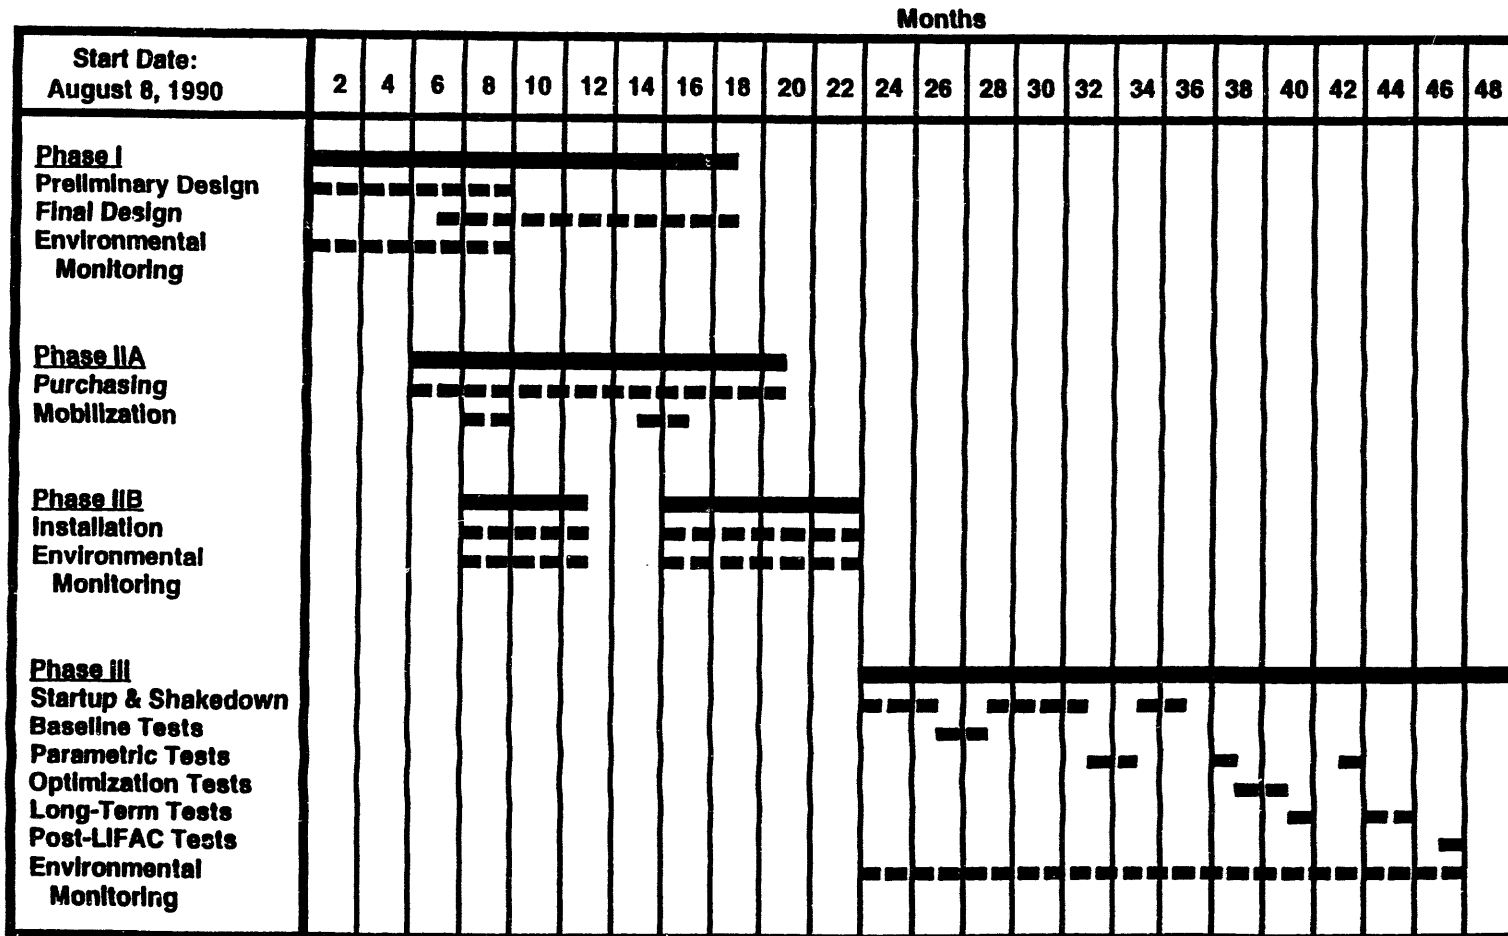 Months
Start Date:
August 8, 1990
2 4 6 8 10 12 14 16 18 20 22 24 26 28 30 32 34 36 38 40 42 44 46 48
Phase I
Preliminary Design
Final Design
Environmental
Monitoring
Phase IIA
Purchasing
Mobilization
Phase IIB
Installation
Environmental
Monitoring
Phase III
Startup & Shakedown
Baseline Tests
Parametric Tests
Optimization Tests
Long-Term Tests
Post-LIFAC Tests
Environmental
Monitoring